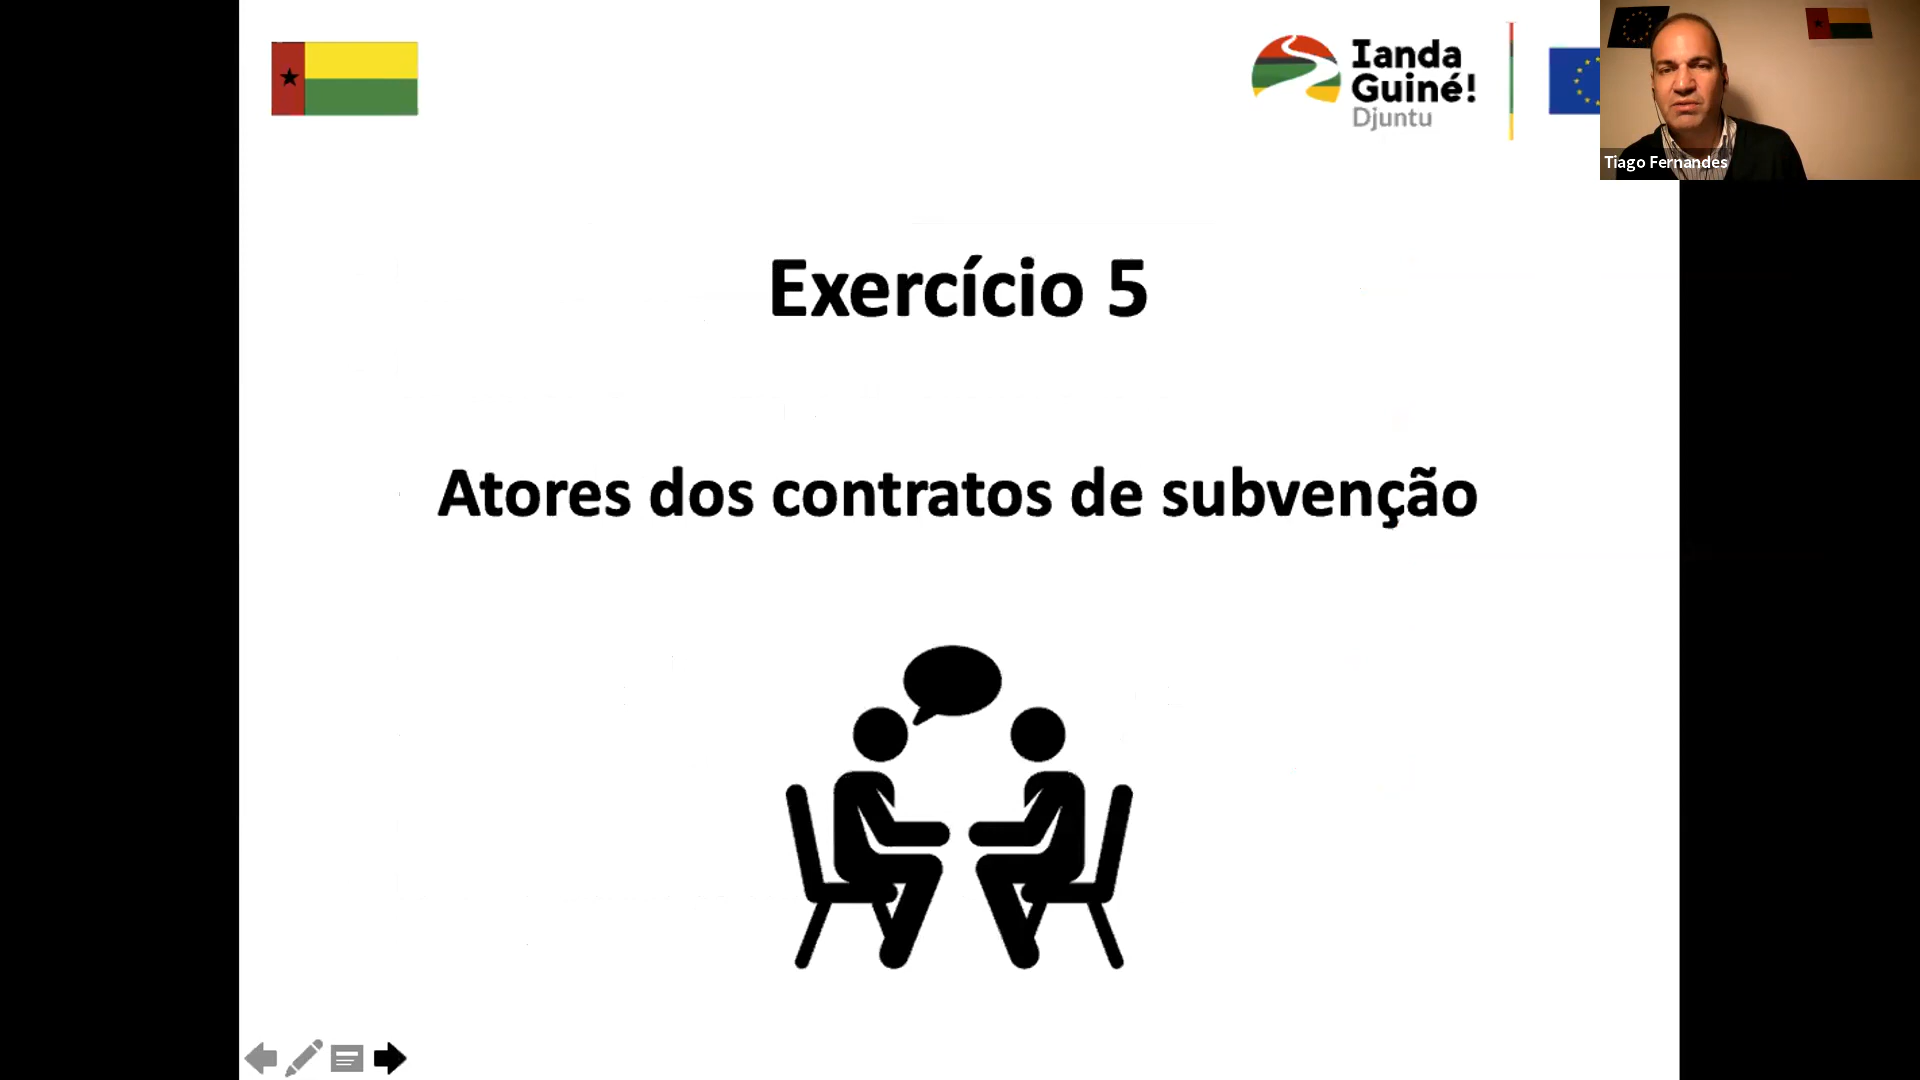 Ianda
Guiné!
Djuntu
Tiago Fernandes
Exercício 5
Atores dos contratos de subvenção